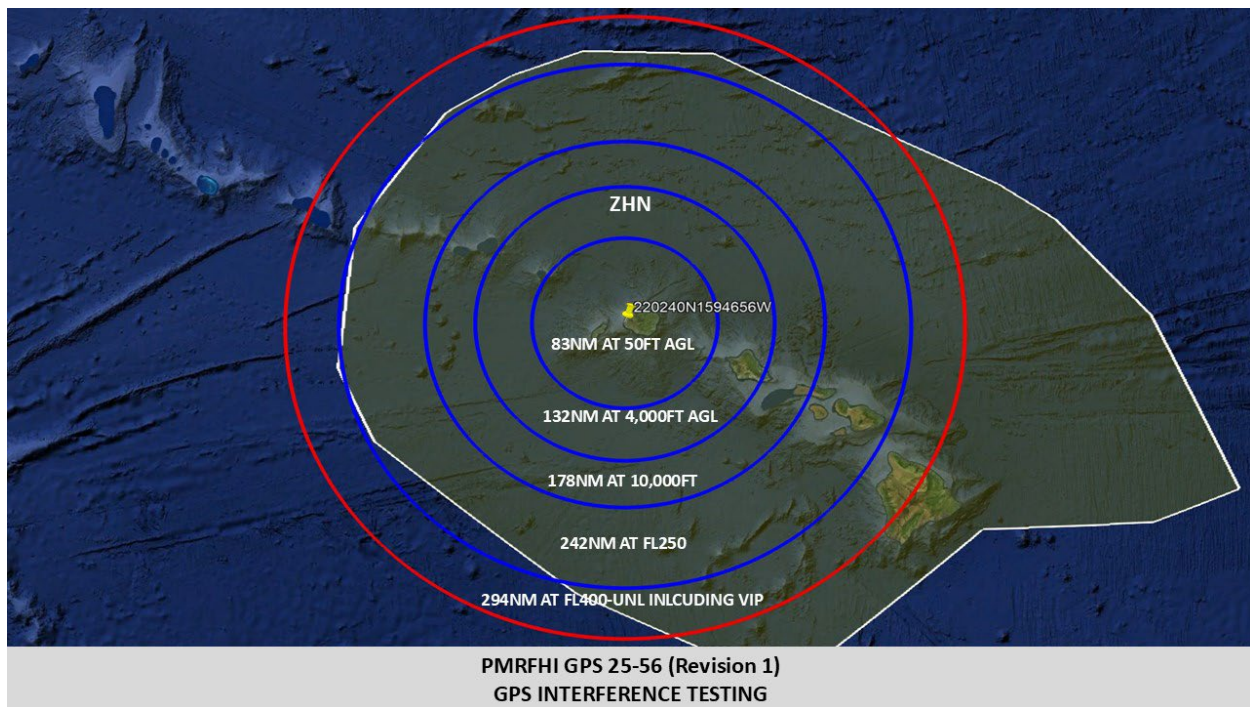 ZHN
220240N1594656W
83NM AT 50FT AGL
132NM AT 4,000FT AGL
178NM AT 10,000FT
242NM AT FL250
294NM AT FL400-UNL INLCUDING VIP
PMRFHI GPS 25-56 (Revision 1)
GPS INTERFERENCE TESTING